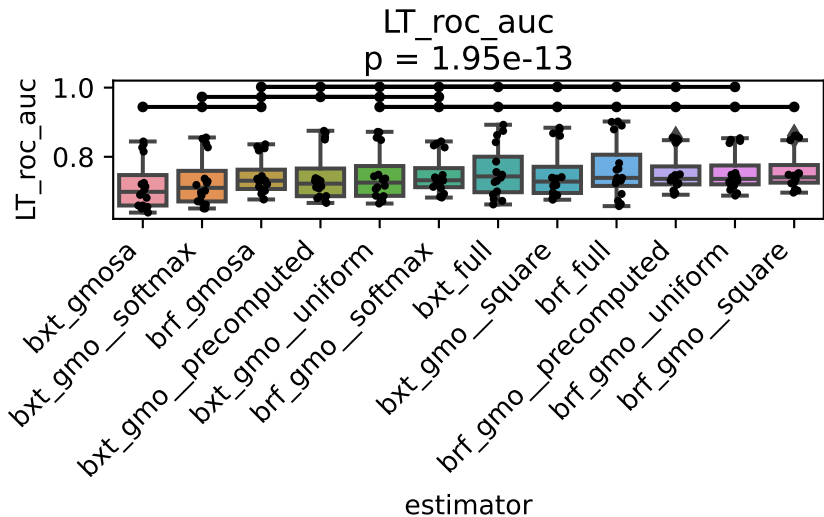 LT_roc_auc
p = 1.95e-13
LT_roc_auc
1.0
0.8
bxt_gmosa
bxt_gmo__softmax
brf_gmosa
bxt_gmo__precomputed
bxt_gmo__uniform
brf_gmo__softmax
bxt_full
bxt_gmo__square
brf_full
brf_gmo__precomputed
brf_gmo__uniform
brf_gmo__square
estimator